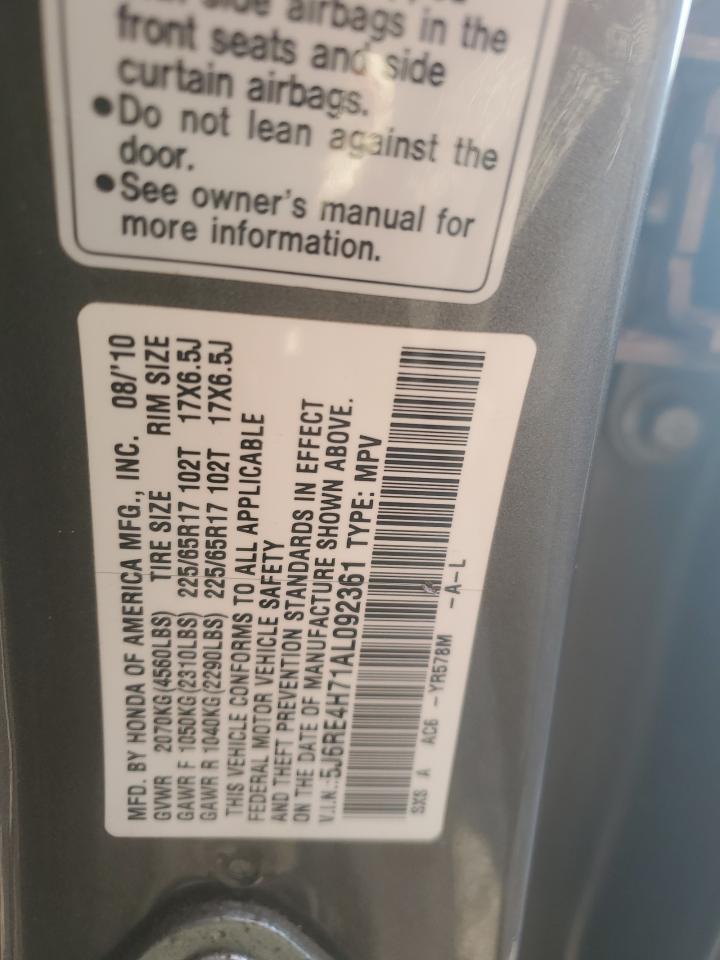 side airbags in the
front seats and side
curtain airbags.
●Do not lean against the
door.
●See owner's manual for
more information.
MFD. BY HONDA OF AMERICA MFG., INC. 08/'10
GVWR 2070KG(4560LBS) TIRE SIZE RIM SIZE
GAWR F 1050KG(2310LBS) 225/65R17 102T 17X6.5J
GAWR R 1040KG(2290LBS) 225/65R17 102T 17X6.5J
THIS VEHICLE CONFORMS TO ALL APPLICABLE
FEDERAL MOTOR VEHICLE SAFETY
AND THEFT PREVENTION STANDARDS IN EFFECT
ON THE DATE OF MANUFACTURE SHOWN ABOVE.
V.I.N.:5J6RE4H71AL092361 TYPE: MPV
SXS A AC6 -YR578M -A-L